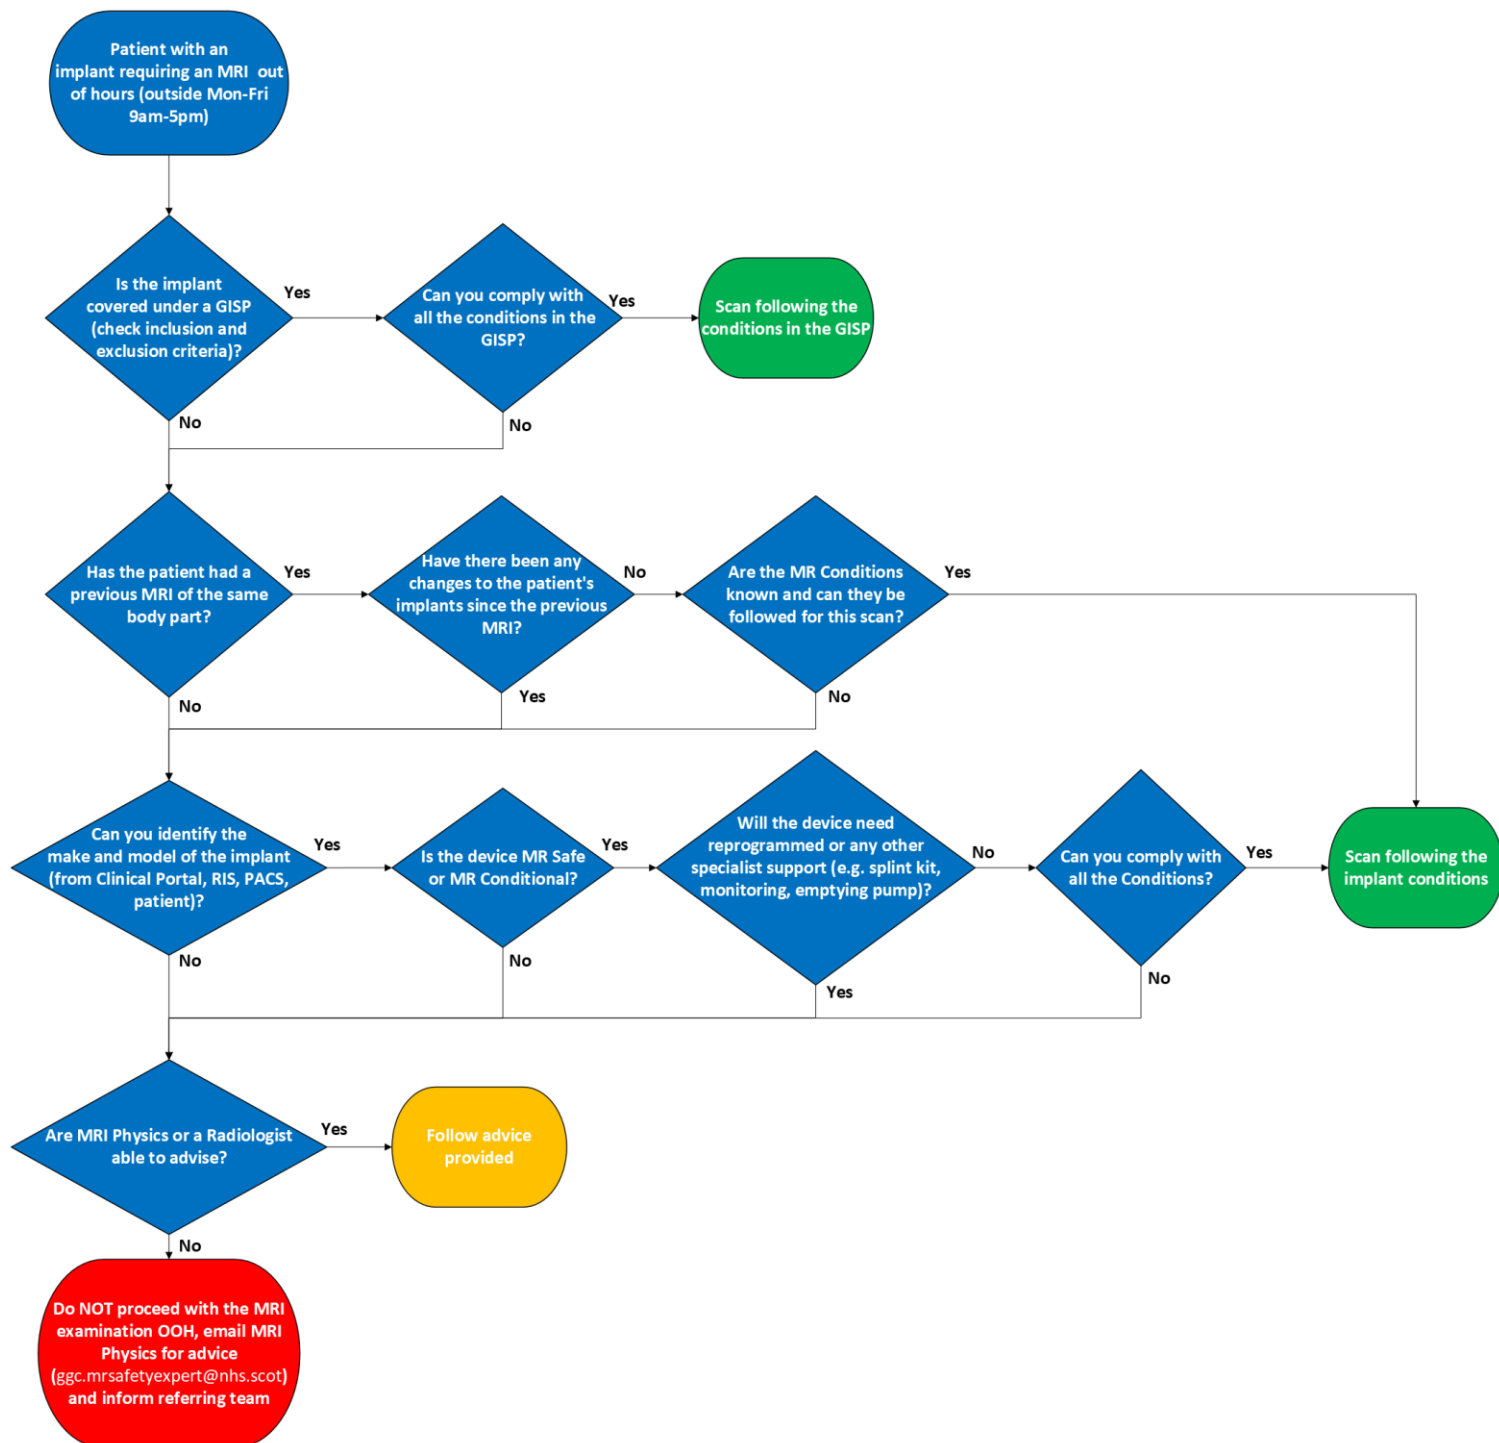 Patient with an
implant requiring an MRI out
of hours (outside Mon-Fri
9am-5pm)
Is the implant
covered under a GISP
(check inclusion and
exclusion criteria)?
Yes
No
Can you comply with
all the conditions in the
GISP?
Yes
No
Scan following the
conditions in the GISP
Has the patient had a
previous MRI of the same
body part?
Yes
No
Have there been any
changes to the patient's
implants since the previous
MRI?
No
Yes
Are the MR Conditions
known and can they be
followed for this scan?
Yes
No
Can you identify the
make and model of the implant
(from Clinical Portal, RIS, PACS,
patient)?
Yes
No
Is the device MR Safe
or MR Conditional?
Yes
No
Will the device need
reprogrammed or any other
specialist support (e.g. splint kit,
monitoring, emptying pump)?
No
Yes
Can you comply with
all the Conditions?
Yes
No
Scan following the
implant conditions
Are MRI Physics or a Radiologist
able to advise?
Yes
No
Follow advice
provided
Do NOT proceed with the MRI
examination OOH, email MRI
Physics for advice
(ggc.mrsafetyexpert@nhs.scot)
and inform referring team